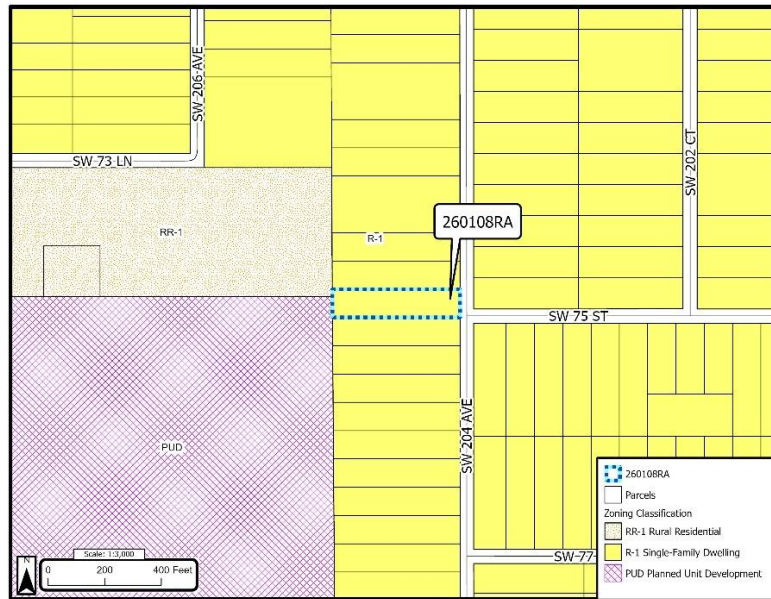 SW 206 AVE
SW 73 LN
SW 202 CT
RR-1
R-1
260108RA
SW 75 ST
SW 204 AVE
PUD
SW 77
260108RA
Parcels
Zoning Classification
RR-1 Rural Residential
R-1 Single-Family Dwelling
PUD Planned Unit Development
N
Scale: 1:3,000
0 200 400 Feet